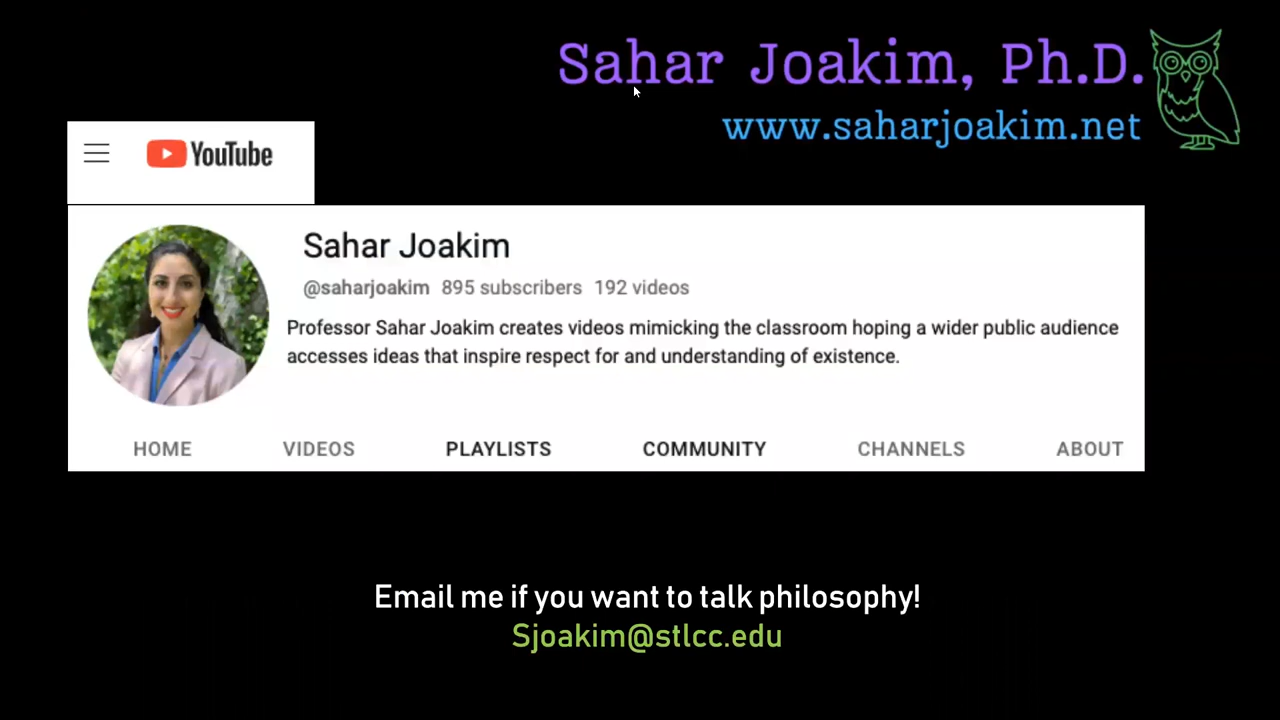 Sahar Joakim, Ph.D.
www.saharjoakim.net
YouTube
Sahar Joakim
@saharjoakim 895 subscribers 192 videos
Professor Sahar Joakim creates videos mimicking the classroom hoping a wider public audience
accesses ideas that inspire respect for and understanding of existence.
HOME VIDEOS PLAYLISTS COMMUNITY CHANNELS ABOUT
Email me if you want to talk philosophy!
Sjoakim@stlcc.edu